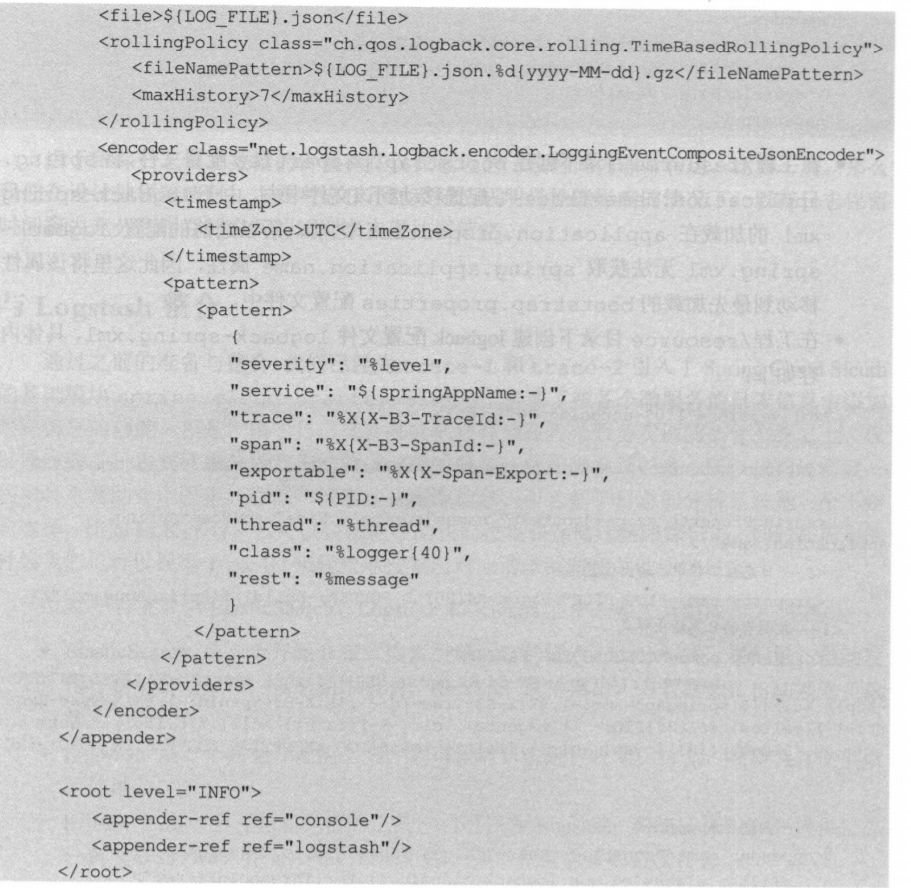 <file>${LOG_FILE}.json</file>
<rollingPolicy class="ch.qos.logback.core.rolling.TimeBasedRollingPolicy">
<fileNamePattern>${LOG_FILE}.json.%d{yyyy-MM-dd}.gz</fileNamePattern>
<maxHistory>7</maxHistory>
</rollingPolicy>
<encoder class="net.logstash.logback.encoder.LoggingEventCompositeJsonEncoder">
<providers>
<timestamp>
<timeZone>UTC</timeZone>
</timestamp>
<pattern>
<pattern>
{
"severity": "%level",
"service": "${springAppName:-}",
"trace": "%X{X-B3-TraceId:-}",
"span": "%X{X-B3-SpanId:-}",
"exportable": "%X{X-Span-Export:-}",
"pid": "${PID:-}",
"thread": "%thread",
"class": "%logger{40}",
"rest": "%message"
}
</pattern>
</pattern>
</providers>
</encoder>
</appender>
<root level="INFO">
<appender-ref ref="console"/>
<appender-ref ref="logstash"/>
</root>